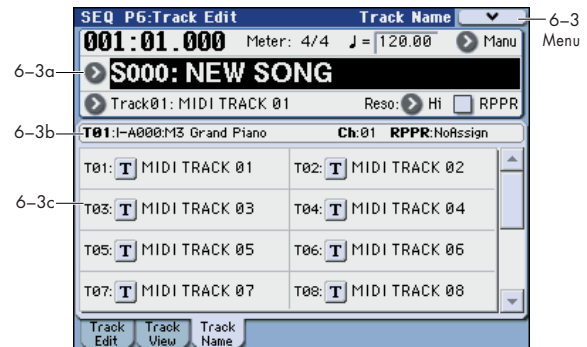 SEQ P6:Track Edit Track Name
6–3 Menu
001:01.000 Meter: 4/4 ♩= 120.00 Manu
6–3a
S000: NEW SONG
Track01: MIDI TRACK 01 Reso: Hi RPPR
6–3b
T01:I-A000:M3 Grand Piano Ch:01 RPPR:NoAssign
T01: T MIDI TRACK 01 T02: T MIDI TRACK 02
6–3c
T03: T MIDI TRACK 03 T04: T MIDI TRACK 04
T05: T MIDI TRACK 05 T06: T MIDI TRACK 06
T07: T MIDI TRACK 07 T08: T MIDI TRACK 08
Track Edit Track View Track Name